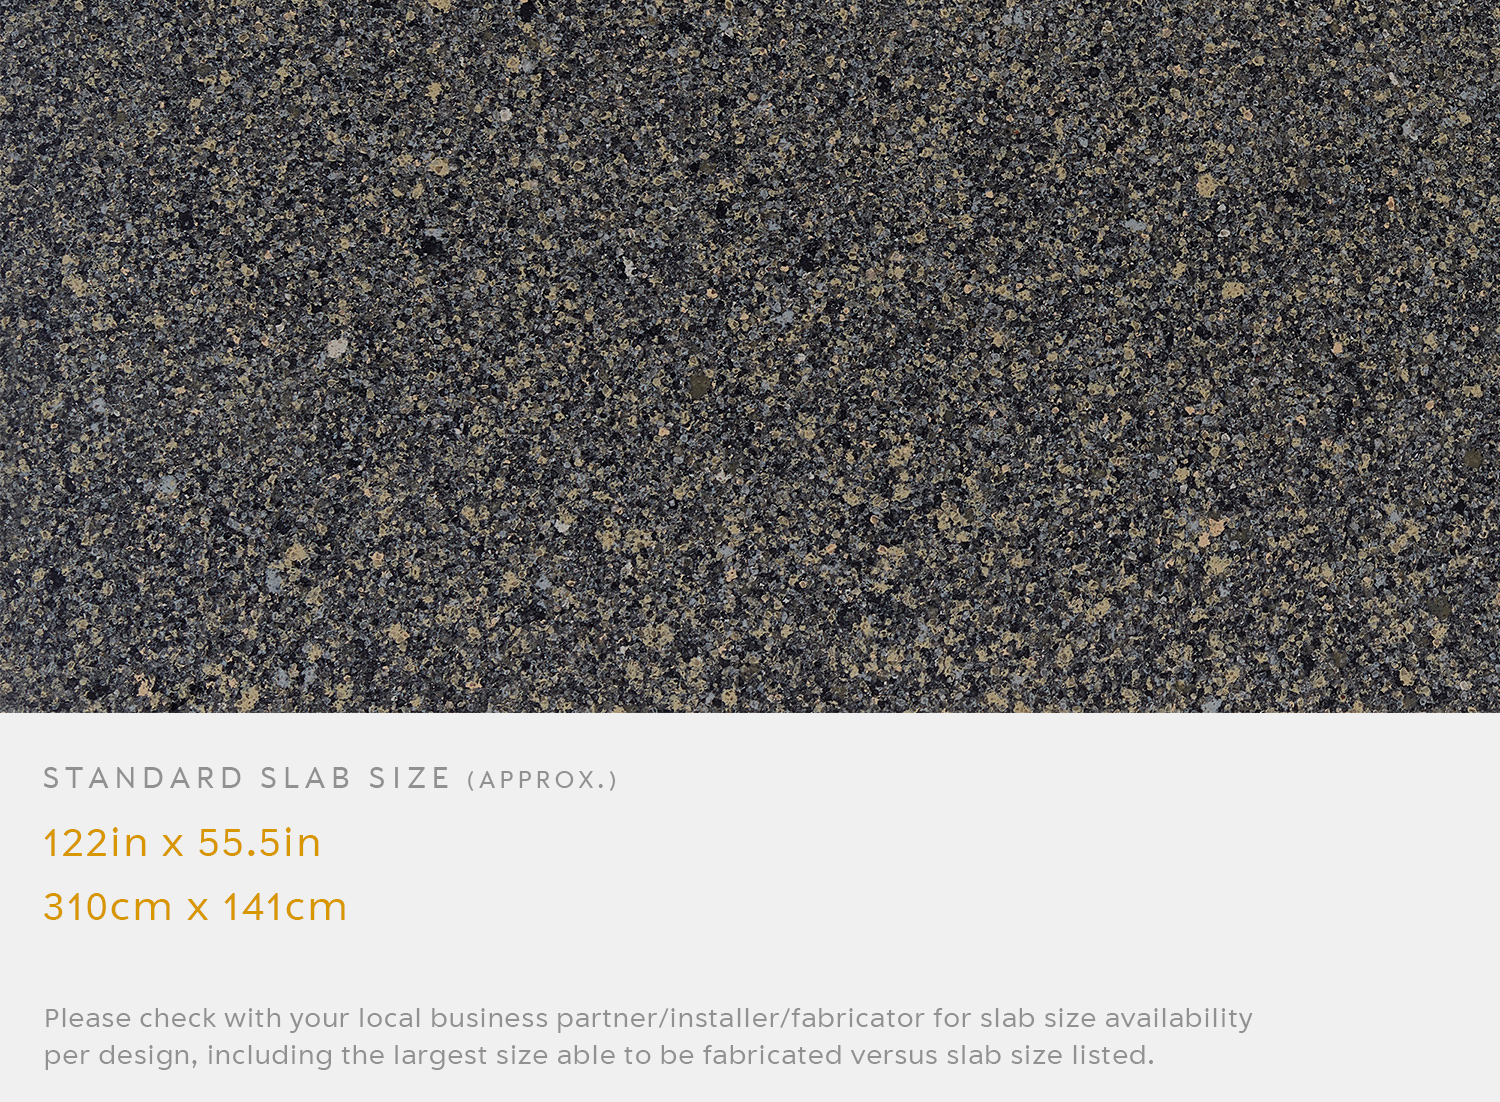 STANDARD SLAB SIZE (APPROX.)
122in x 55.5in
310cm x 141cm
Please check with your local business partner/installer/fabricator for slab size availability
per design, including the largest size able to be fabricated versus slab size listed.